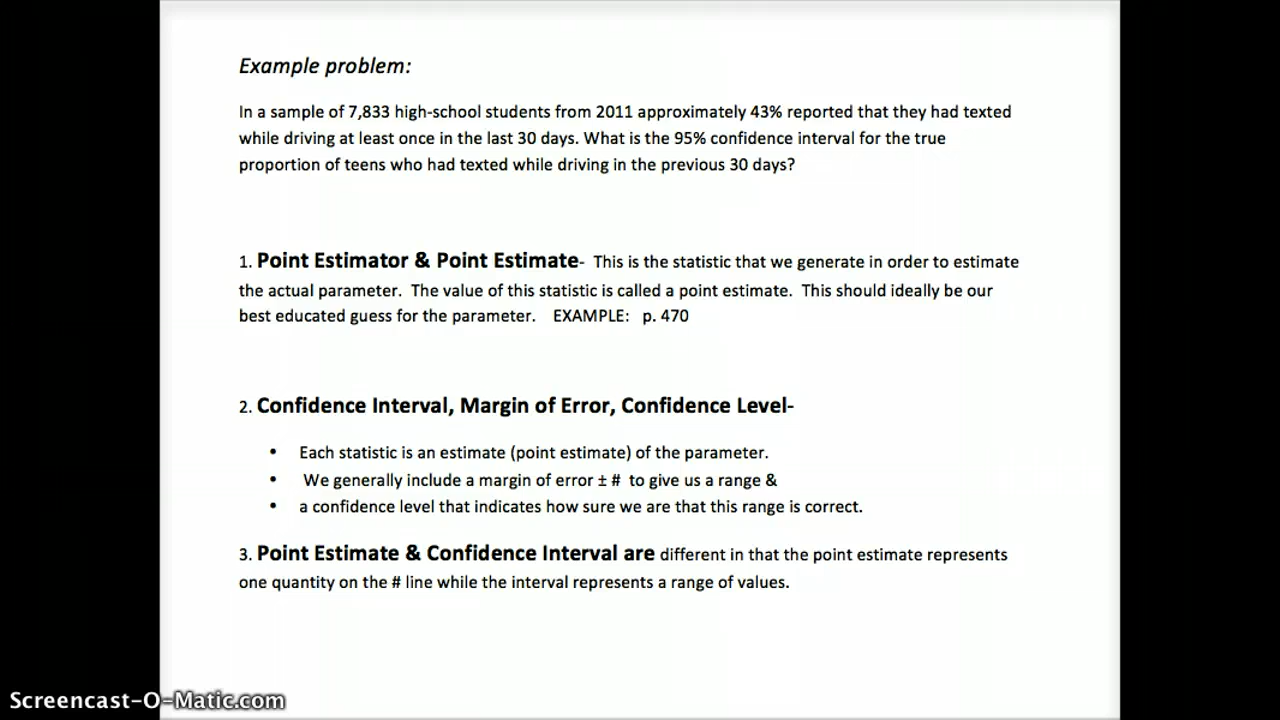 Example problem:
In a sample of 7,833 high-school students from 2011 approximately 43% reported that they had texted
while driving at least once in the last 30 days. What is the 95% confidence interval for the true
proportion of teens who had texted while driving in the previous 30 days?
1. Point Estimator & Point Estimate- This is the statistic that we generate in order to estimate
the actual parameter. The value of this statistic is called a point estimate. This should ideally be our
best educated guess for the parameter. EXAMPLE: p. 470
2. Confidence Interval, Margin of Error, Confidence Level-
• Each statistic is an estimate (point estimate) of the parameter.
• We generally include a margin of error ± # to give us a range &
• a confidence level that indicates how sure we are that this range is correct.
3. Point Estimate & Confidence Interval are different in that the point estimate represents
one quantity on the # line while the interval represents a range of values.
Screencast-O-Matic.com